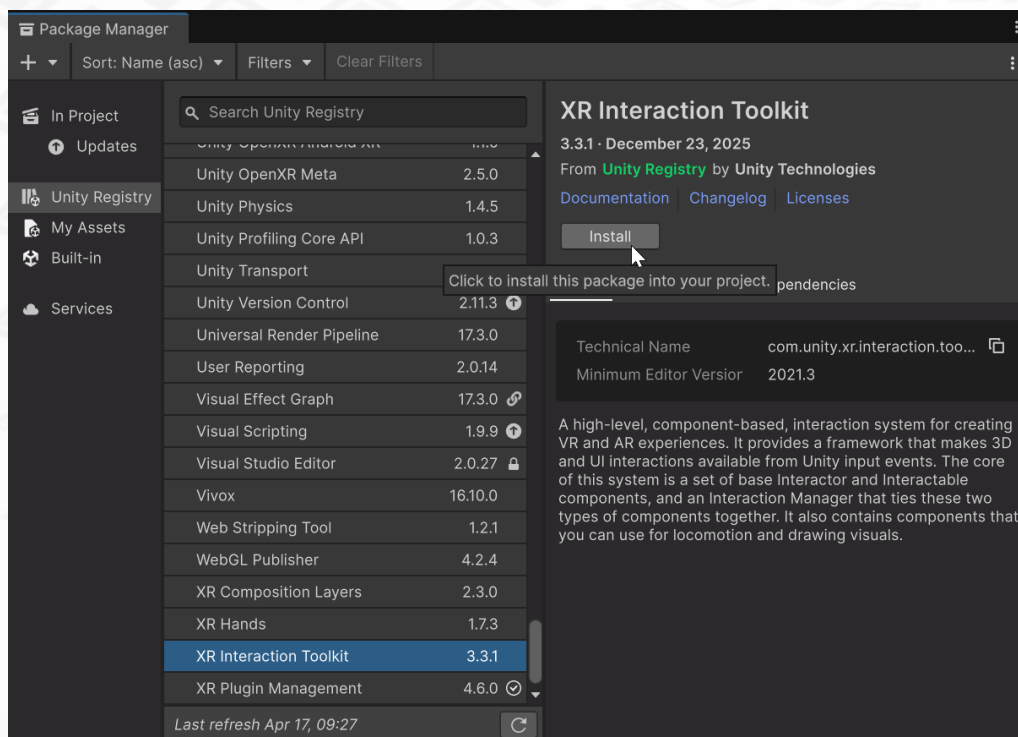 Package Manager
Sort: Name (asc)
Filters
Clear Filters
In Project
Updates
Unity Registry
My Assets
Built-in
Services
Search Unity Registry
Unity OpenXR Android XR
Unity OpenXR Meta 2.5.0
Unity Physics 1.4.5
Unity Profiling Core API 1.0.3
Unity Transport
Unity Version Control 2.11.3
Universal Render Pipeline 17.3.0
User Reporting 2.0.14
Visual Effect Graph 17.3.0
Visual Scripting 1.9.9
Visual Studio Editor 2.0.27
Vivox 16.10.0
Web Stripping Tool 1.2.1
WebGL Publisher 4.2.4
XR Composition Layers 2.3.0
XR Hands 1.7.3
XR Interaction Toolkit 3.3.1
XR Plugin Management 4.6.0
Last refresh Apr 17, 09:27
XR Interaction Toolkit
3.3.1 · December 23, 2025
From Unity Registry by Unity Technologies
Documentation
Changelog
Licenses
Install
Click to install this package into your project.
pendencies
Technical Name com.unity.xr.interaction.too...
Minimum Editor Version 2021.3
A high-level, component-based, interaction system for creating
VR and AR experiences. It provides a framework that makes 3D
and UI interactions available from Unity input events. The core
of this system is a set of base Interactor and Interactable
components, and an Interaction Manager that ties these two
types of components together. It also contains components that
you can use for locomotion and drawing visuals.